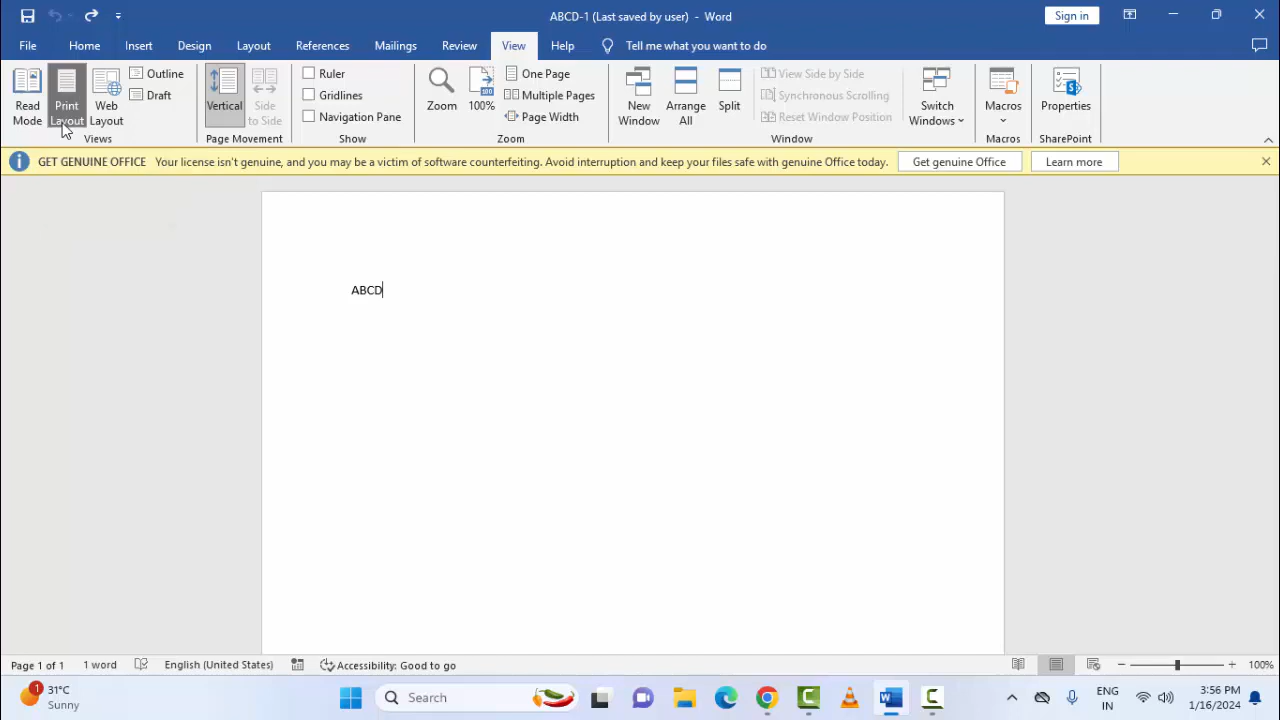 ABCD-1 (Last saved by user) - Word
Sign in
File Home Insert Design Layout References Mailings Review View Help Tell me what you want to do
Read Mode
Print Layout
Web Layout
Outline
Draft
Views
Vertical
Side to Side
Page Movement
Ruler
Gridlines
Navigation Pane
Show
Zoom
100
100%
One Page
Multiple Pages
Page Width
Zoom
New Window
Arrange All
Split
View Side by Side
Synchronous Scrolling
Reset Window Position
Window
Switch Windows
Macros
Macros
Properties
SharePoint
GET GENUINE OFFICE Your license isn't genuine, and you may be a victim of software counterfeiting. Avoid interruption and keep your files safe with genuine Office today. Get genuine Office Learn more
ABCD
Page 1 of 1 1 word English (United States) Accessibility: Good to go 100%
1 31°C
Sunny
Search
ENG
IN
3:56 PM
1/16/2024